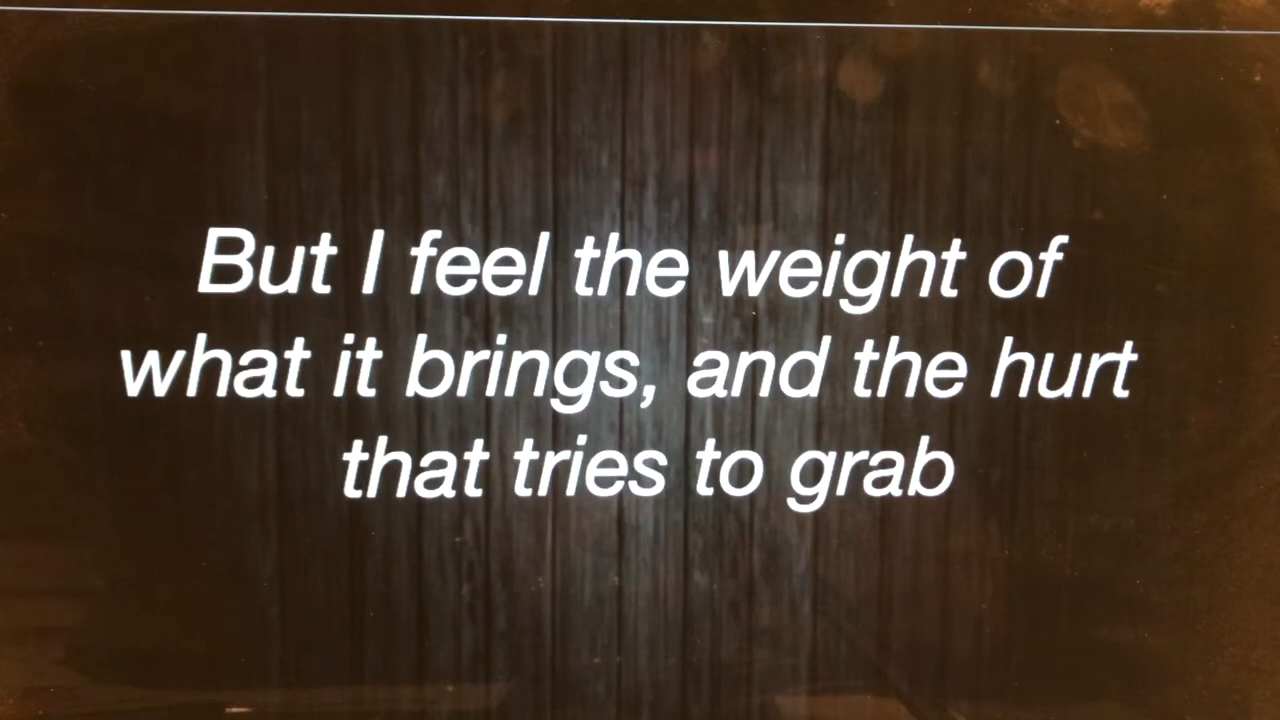 But I feel the weight of
what it brings, and the hurt
that tries to grab